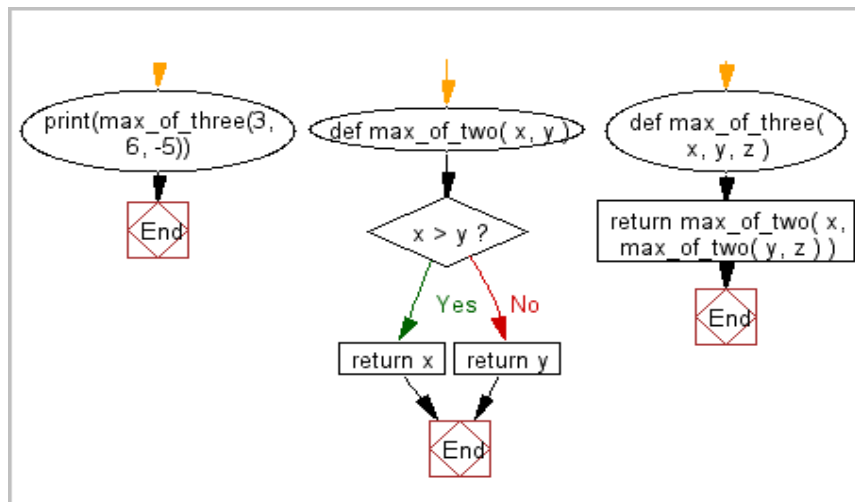 print(max_of_three(3,
6, -5))
End
def max_of_two( x, y )
x > y ?
Yes
No
return x
return y
End
def max_of_three(
x, y, z )
return max_of_two( x,
max_of_two( y, z ) )
End